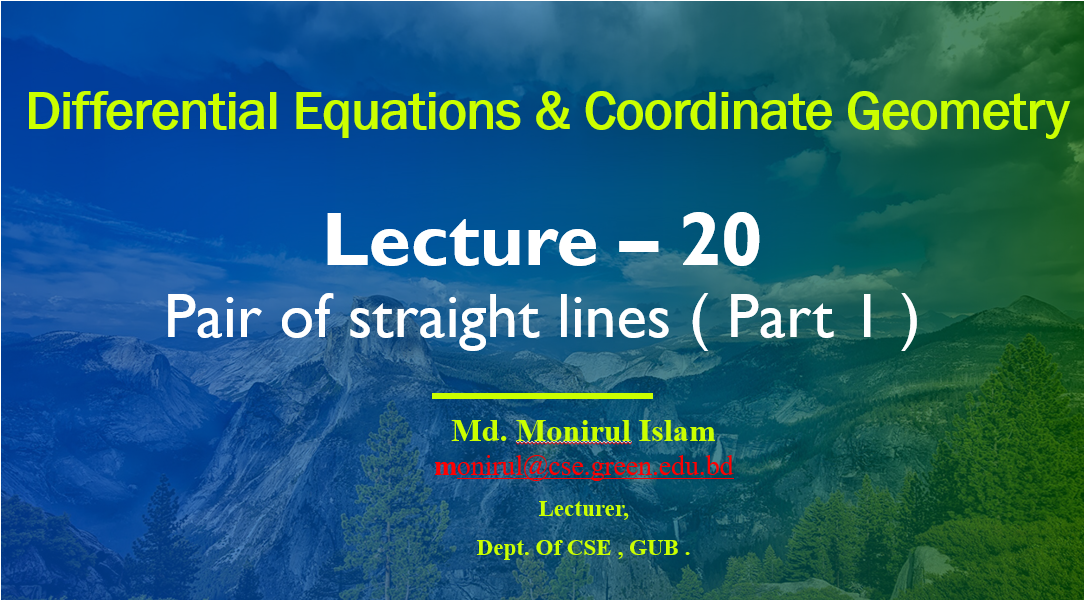 Differential Equations & Coordinate Geometry
Lecture – 20
Pair of straight lines ( Part 1 )
Md. Monirul Islam
monirul@cse.green.edu.bd
Lecturer,
Dept. Of CSE , GUB .